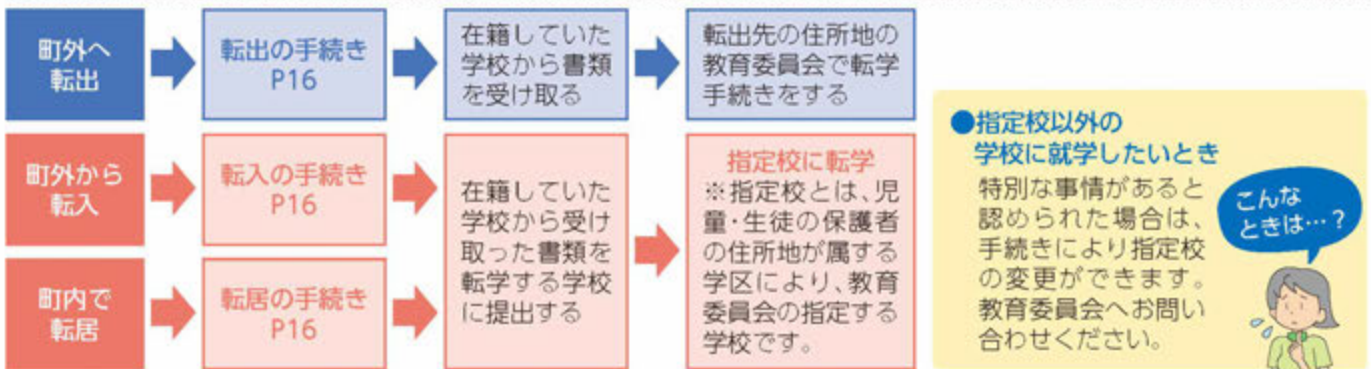 町外へ
転出
転出の手続き
P16
在籍していた
学校から書類
を受け取る
転出先の住所地の
教育委員会で転学
手続きをする
町外から
転入
転入の手続き
P16
町内で
転居
転居の手続き
P16
在籍していた
学校から受け
取った書類を
転学する学校
に提出する
指定校に転学
※指定校とは、児
童・生徒の保護者
の住所地が属する
学区により、教育
委員会の指定する
学校です。
●指定校以外の
学校に就学したいとき
特別な事情があると
認められた場合は、
手続きにより指定校
の変更ができます。
教育委員会へお問い
合わせください。
こんな
ときは…?